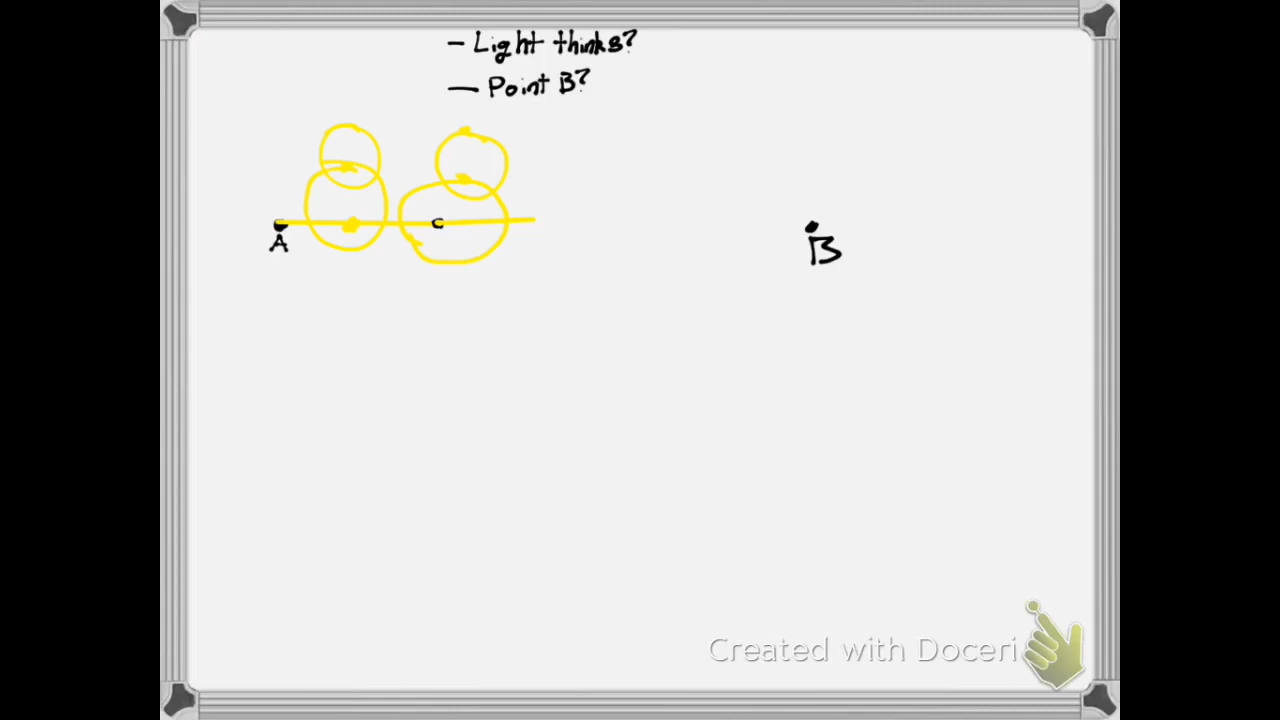 - Light thinks?
- Point B?
C
A
B
Created with Doceri